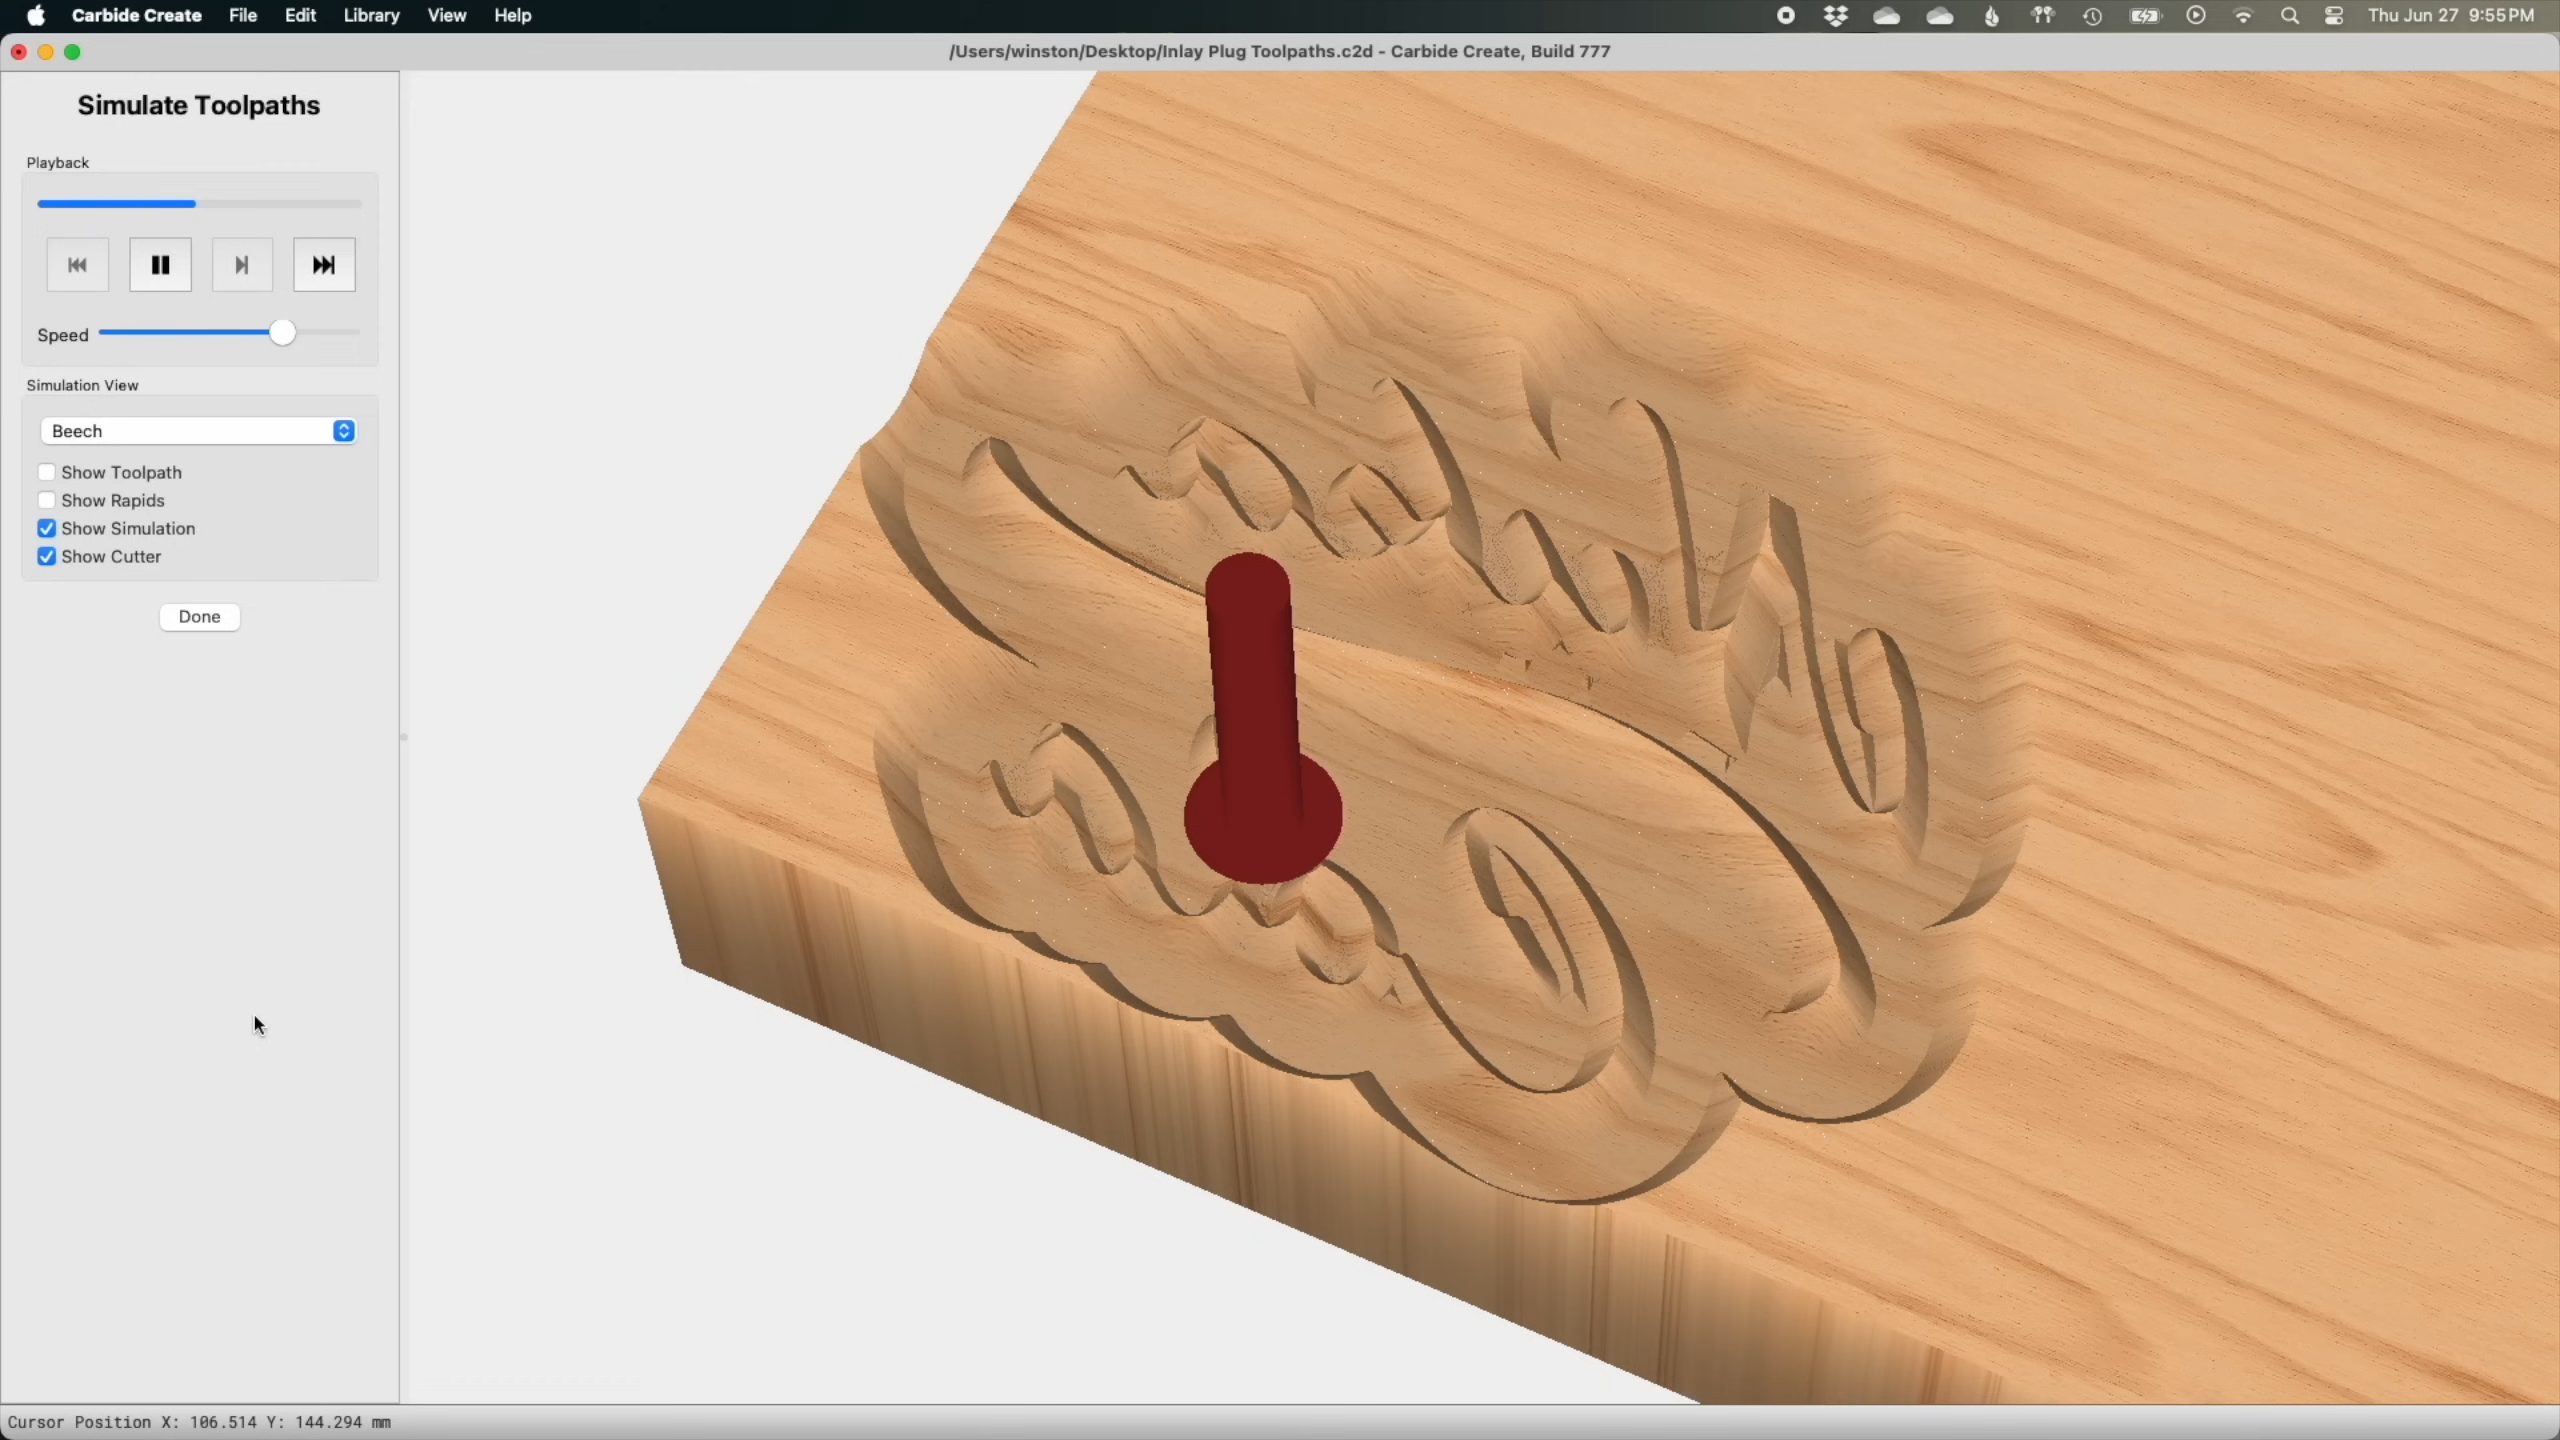 Carbide Create File Edit Library View Help Thu Jun 27 9:55 PM
/Users/winston/Desktop/Inlay Plug Toolpaths.c2d - Carbide Create, Build 777
Simulate Toolpaths
Playback
Speed
Simulation View
Beech
Show Toolpath
Show Rapids
Show Simulation
Show Cutter
Done
Cursor Position X: 106.514 Y: 144.294 mm